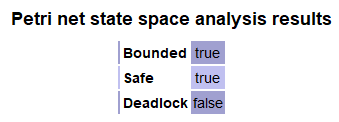 Petri net state space analysis results
Bounded true
Safe true
Deadlock false